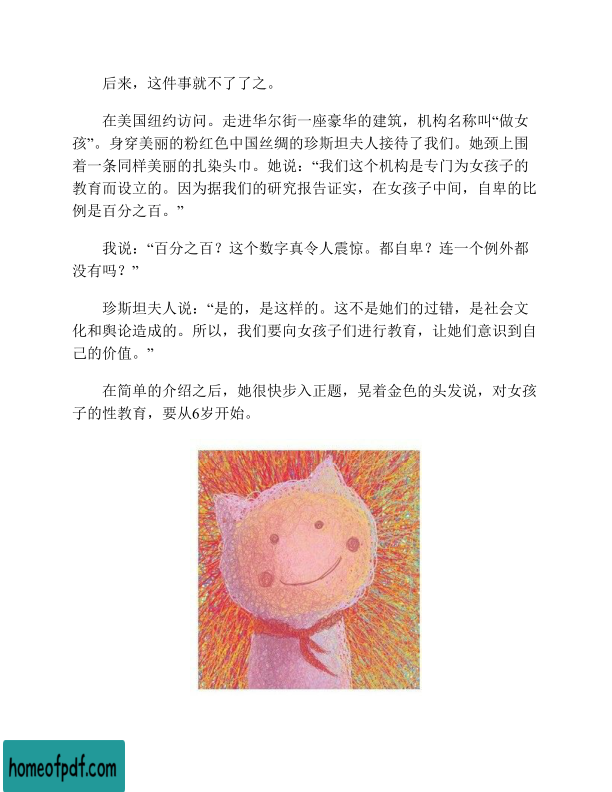 后来，这件事就不了了之。
在美国纽约访问。走进华尔街一座豪华的建筑，机构名称叫“做女
孩”。身穿美丽的粉红色中国丝绸的珍斯坦夫人接待了我们。她颈上围
着一条同样美丽的扎染头巾。她说：“我们这个机构是专门为女孩子的
教育而设立的。因为据我们的研究报告证实，在女孩子中间，自卑的比
例是百分之百。”
我说：“百分之百？这个数字真令人震惊。都自卑？连一个例外都
没有吗？”
珍斯坦夫人说：“是的，是这样的。这不是她们的过错，是社会文
化和舆论造成的。所以，我们要向女孩子们进行教育，让她们意识到自
己的价值。”
在简单的介绍之后，她很快步入正题，晃着金色的头发说，对女孩
子的性教育，要从6岁开始。
homeofpdf.com